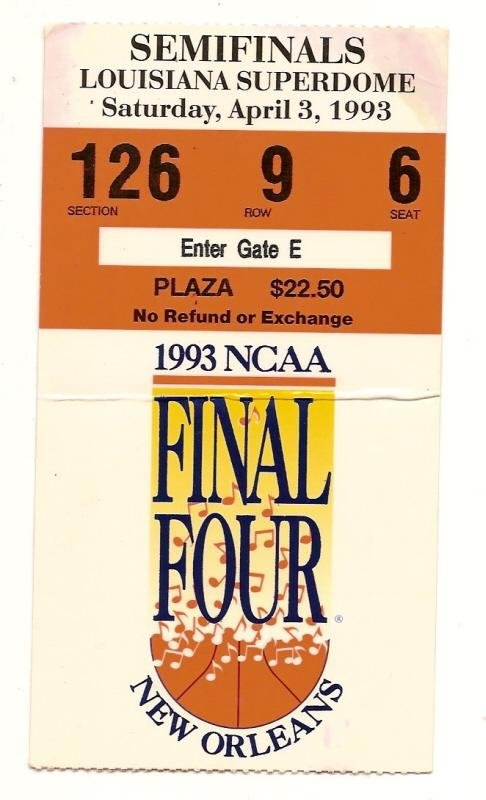 SEMIFINALS
LOUISIANA SUPERDOME
Saturday, April 3, 1993
126 9 6
SECTION ROW SEAT
Enter Gate E
PLAZA $22.50
No Refund or Exchange
1993 NCAA
FINAL
FOUR®
NEW ORLEANS